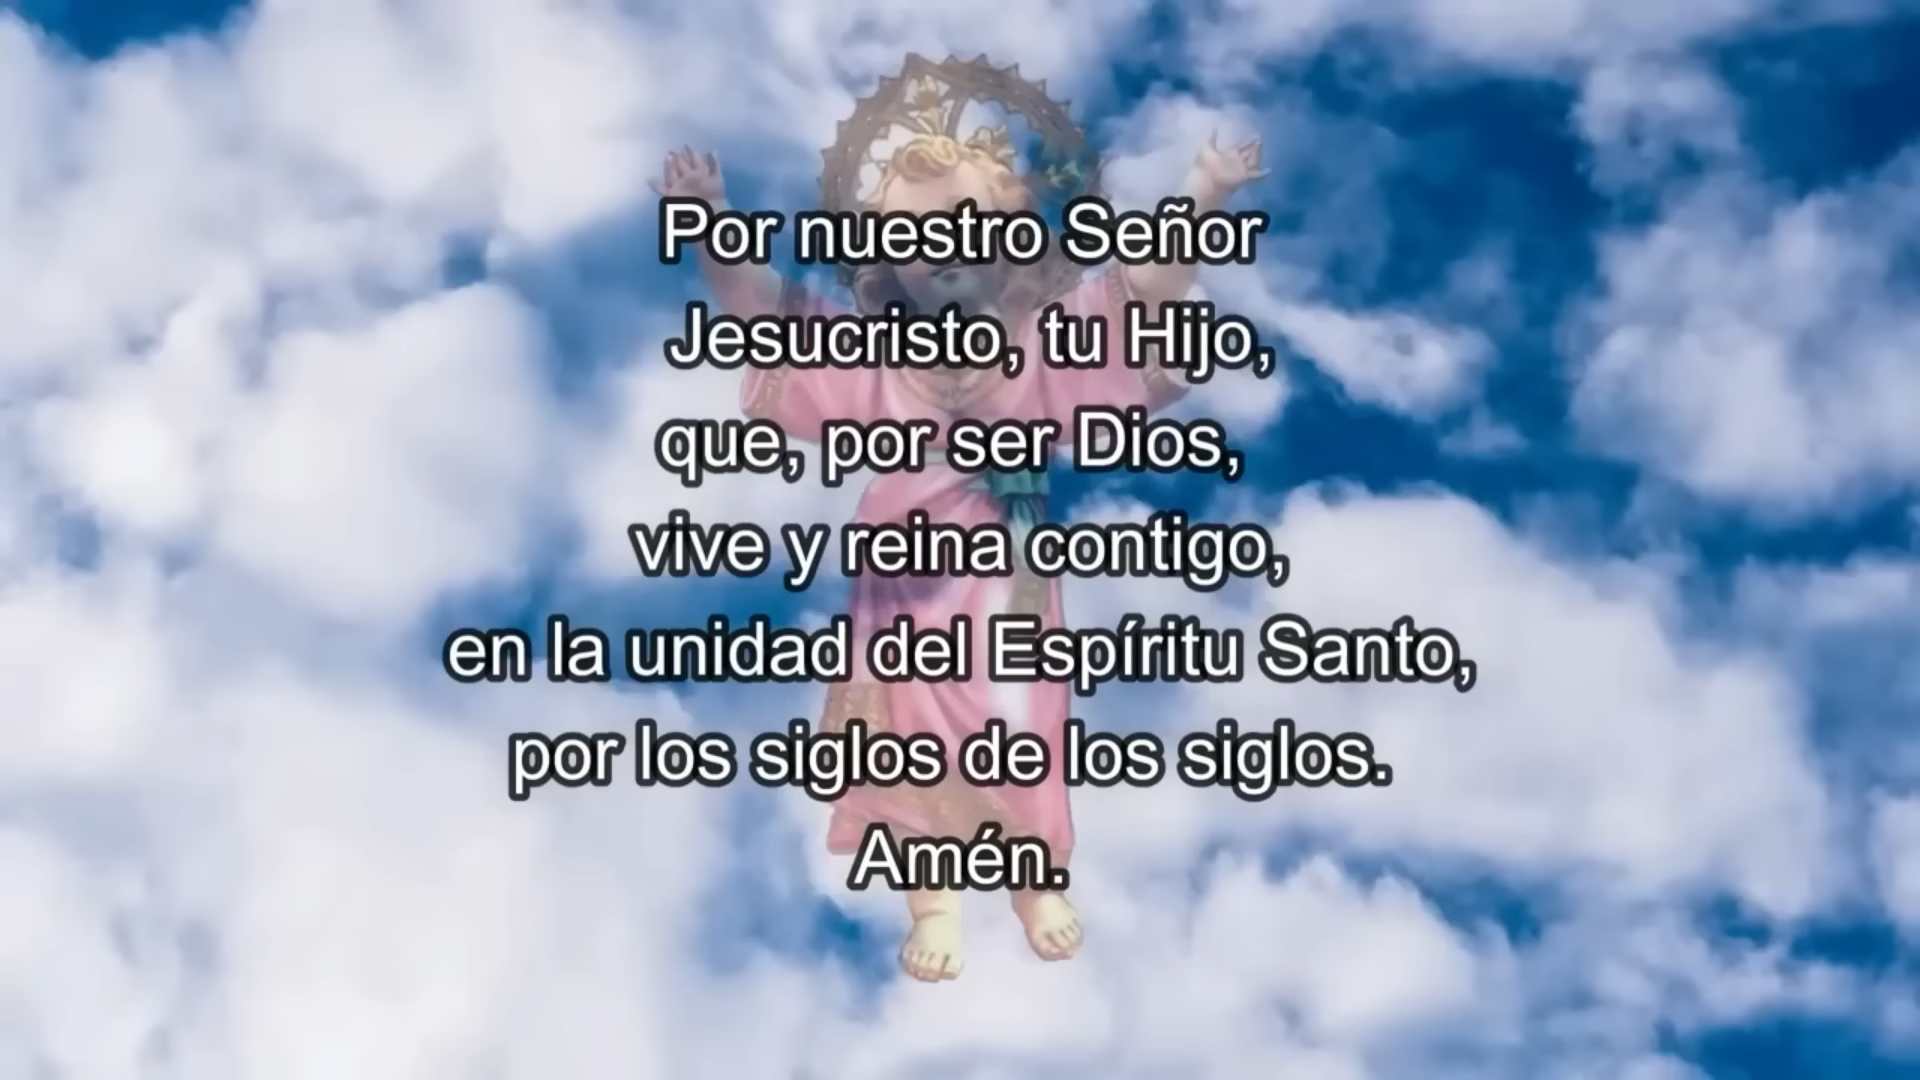 Por nuestro Señor
Jesucristo, tu Hijo,
que, por ser Dios,
vive y reina contigo,
en la unidad del Espíritu Santo,
por los siglos de los siglos.
Amén.